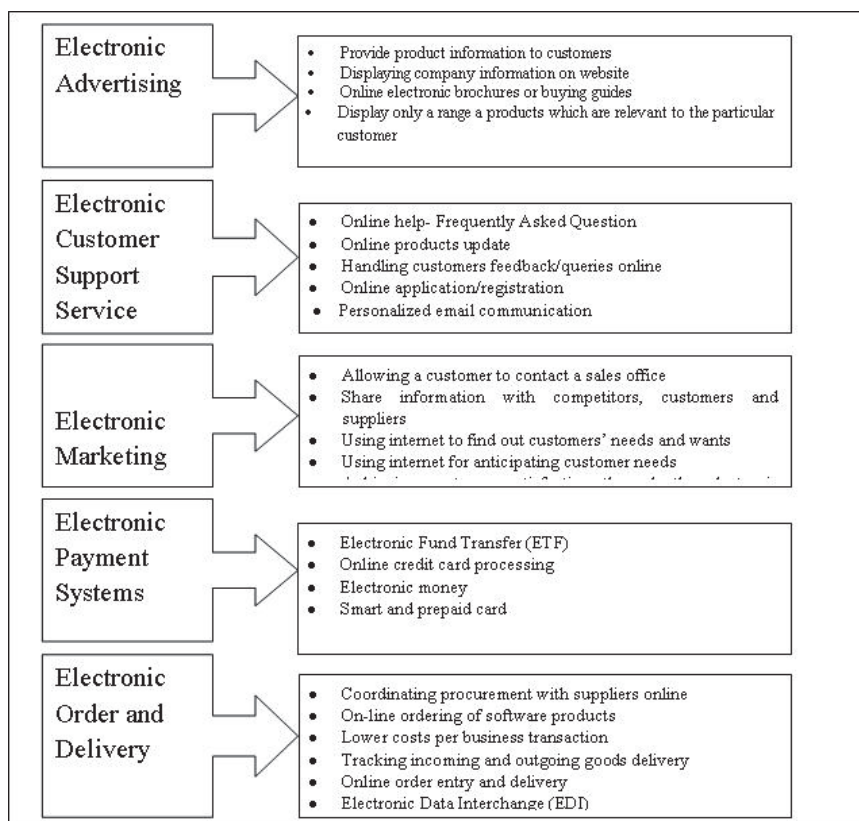 Electronic
Advertising
• Provide product information to customers
• Displaying company information on website
• Online electronic brochures or buying guides
• Display only a range a products which are relevant to the particular
customer
Electronic
Customer
Support
Service
• Online help- Frequently Asked Question
• Online products update
• Handling customers feedback/queries online
• Online application/registration
• Personalized email communication
Electronic
Marketing
• Allowing a customer to contact a sales office
• Share information with competitors, customers and
suppliers
• Using internet to find out customers’ needs and wants
• Using internet for anticipating customer needs
Electronic
Payment
Systems
• Electronic Fund Transfer (ETF)
• Online credit card processing
• Electronic money
• Smart and prepaid card
Electronic
Order and
Delivery
• Coordinating procurement with suppliers online
• On-line ordering of software products
• Lower costs per business transaction
• Tracking incoming and outgoing goods delivery
• Online order entry and delivery
• Electronic Data Interchange (EDI)